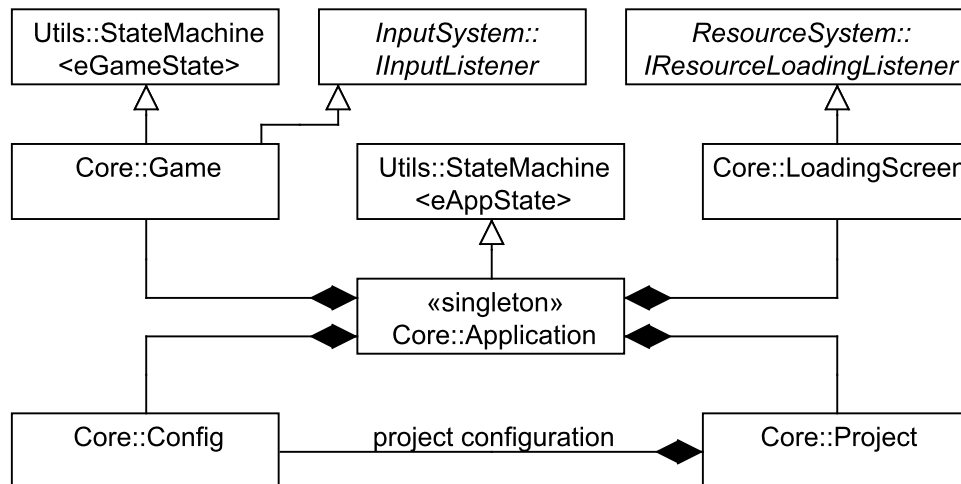 Utils::StateMachine
<eGameState>
InputSystem::
IInputListener
ResourceSystem::
IResourceLoadingListener
Core::Game
Utils::StateMachine
<eAppState>
Core::LoadingScreen
«singleton»
Core::Application
Core::Config
project configuration
Core::Project